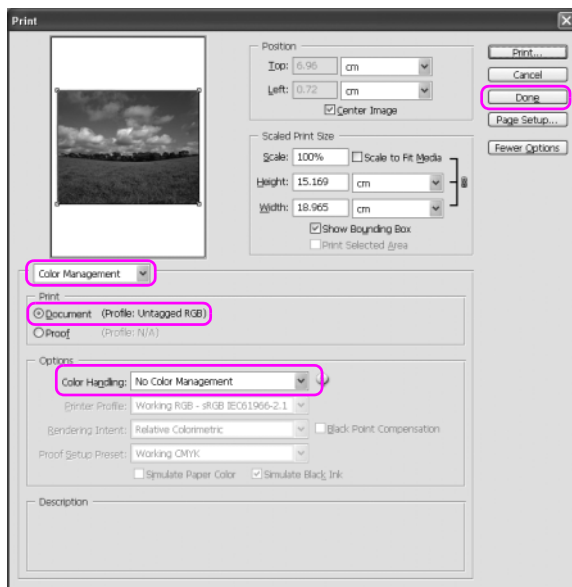 Print
Position
Top: 6.96 cm
Left: 0.72 cm
Center Image
Print...
Cancel
Done
Page Setup...
Fewer Options
Scaled Print Size
Scale: 100% Scale to Fit Media
Height: 15.169 cm
Width: 18.965 cm
Show Bounding Box
Print Selected Area
Color Management
Print
Document (Profile: Untagged RGB)
Proof (Profile: N/A)
Options
Color Handling: No Color Management
Printer Profile: Working RGB - sRGB IEC61966-2.1
Rendering Intent: Relative Colorimetric Black Point Compensation
Proof Setup Preset: Working CMYK
Simulate Paper Color Simulate Black Ink
Description